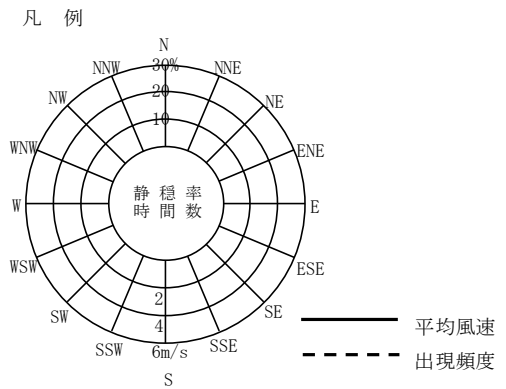 凡 例
N
NNW 30% NNE
NW 20 NE
10
WNW ENE
静 穏 率
W 時 間 数 E
WSW ESE
2
SW 4 SE
SSW 6m/s SSE
S
平均風速
出現頻度